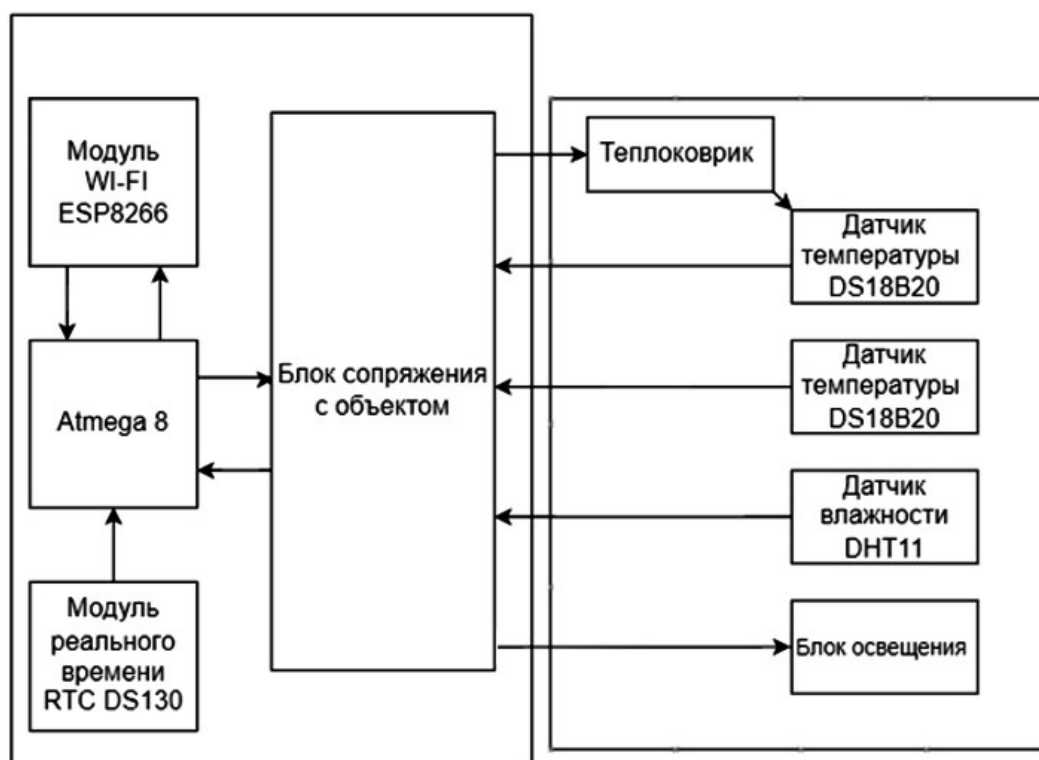 Модуль
WI-FI
ESP8266
Atmega 8
Модуль
реального
времени
RTC DS130
Блок сопряжения
с объектом
Теплоковрик
Датчик
температуры
DS18B20
Датчик
температуры
DS18B20
Датчик
влажности
DHT11
Блок освещения